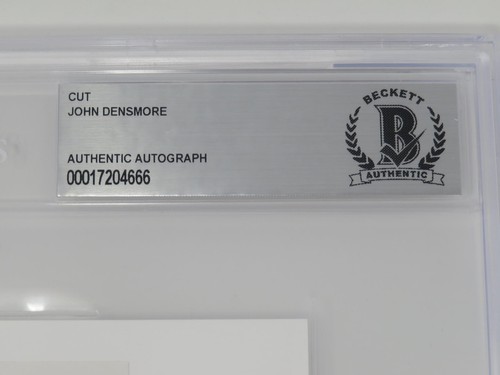 CUT
JOHN DENSMORE
AUTHENTIC AUTOGRAPH
00017204666
BECKETT
B
AUTHENTIC